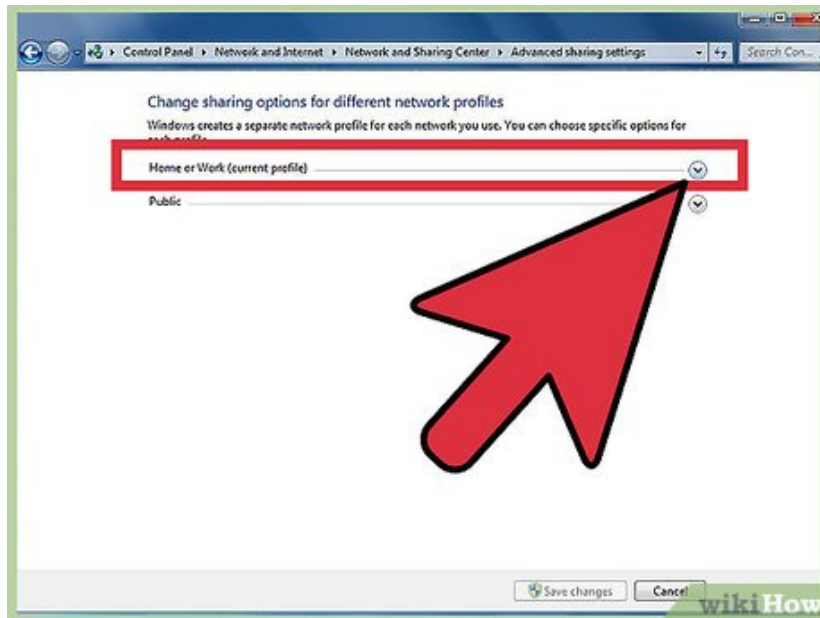 Control Panel ▸ Network and Internet ▸ Network and Sharing Center ▸ Advanced sharing settings
Search Con...
Change sharing options for different network profiles
Windows creates a separate network profile for each network you use. You can choose specific options for
each profile.
Home or Work (current profile)
Public
Save changes
Cancel
wikiHow